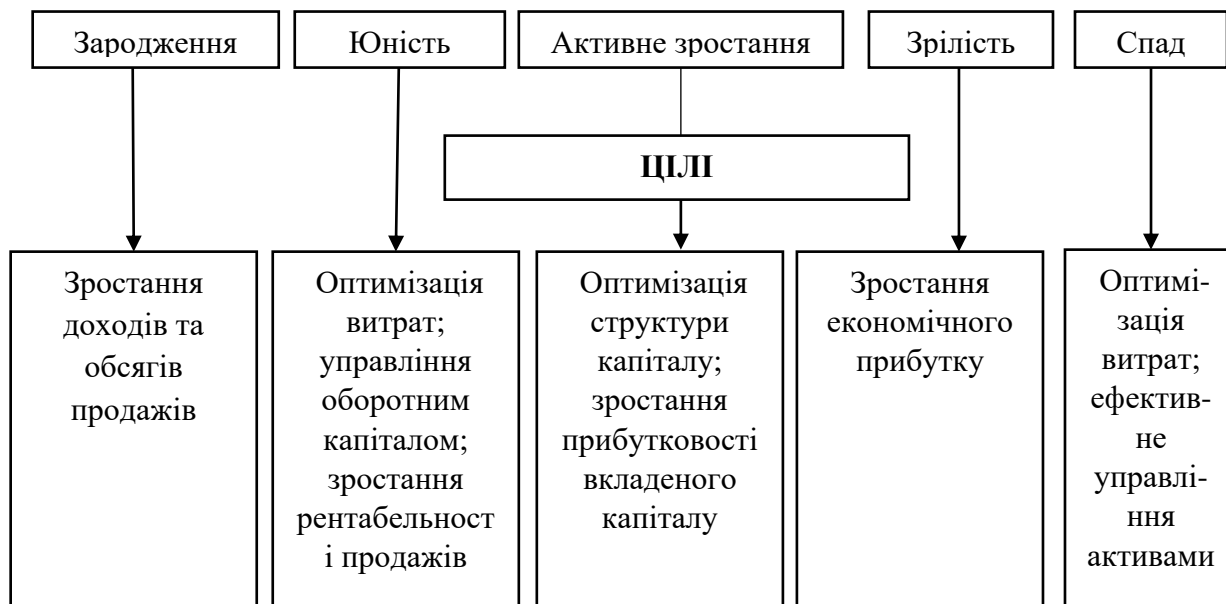 Зародження
Юність
Активне зростання
Зрілість
Спад
ЦІЛІ
Зростання
доходів та
обсягів
продажів
Оптимізація
витрат;
управління
оборотним
капіталом;
зростання
рентабельност
і продажів
Оптимізація
структури
капіталу;
зростання
прибутковості
вкладеного
капіталу
Зростання
економічного
прибутку
Оптимі-
зація
витрат;
ефектив-
не
управлі-
ння
активами